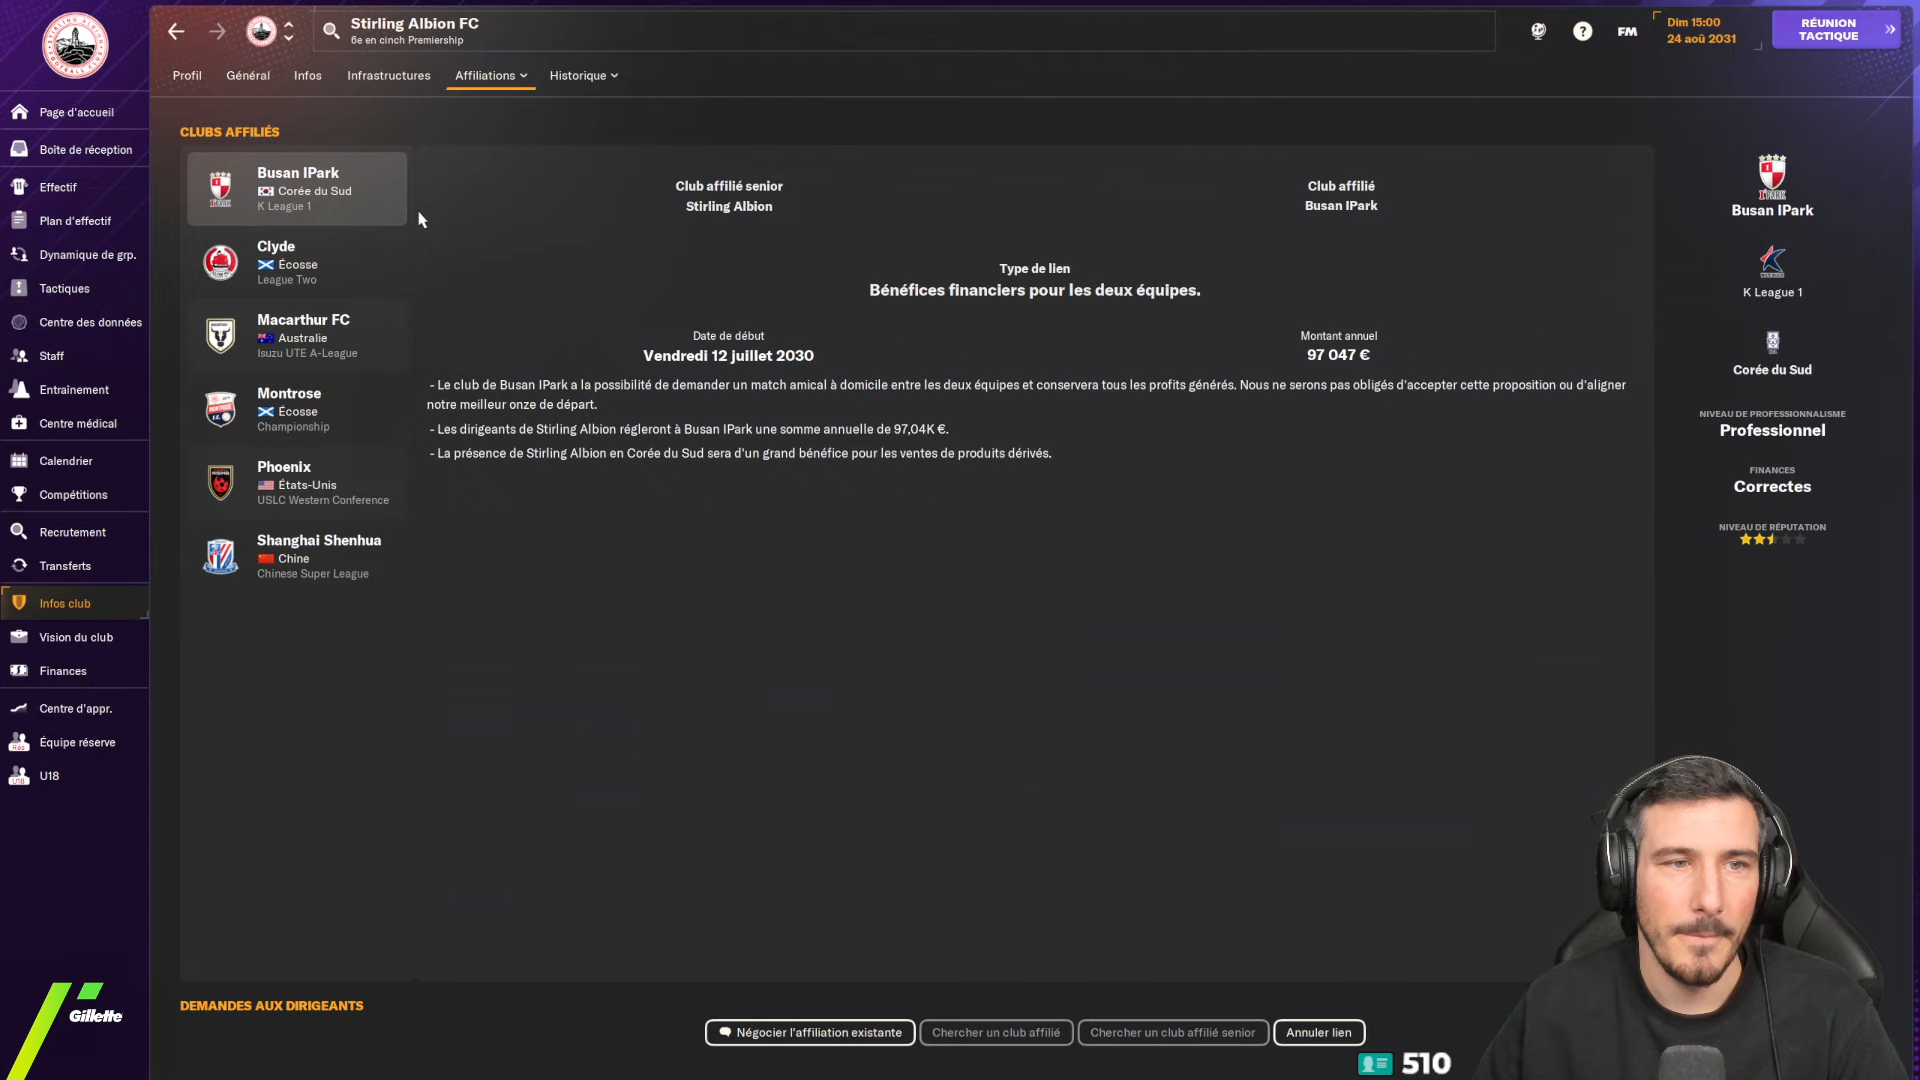 Stirling Albion FC
6e en cinch Premiership
Dim 15:00
24 aoû 2031
RÉUNION
TACTIQUE
FM
Profil
Général
Infos
Infrastructures
Affiliations
Historique
Page d'accueil
Boîte de réception
Effectif
Plan d'effectif
Dynamique de grp.
Tactiques
Centre des données
Staff
Entraînement
Centre médical
Calendrier
Compétitions
Recrutement
Transferts
Infos club
Vision du club
Finances
Centre d'appr.
Équipe réserve
U18
Gillette
CLUBS AFFILIÉS
Busan IPark
Corée du Sud
K League 1
Clyde
Écosse
League Two
Macarthur FC
Australie
Isuzu UTE A-League
Montrose
Écosse
Championship
Phoenix
États-Unis
USLC Western Conference
Shanghai Shenhua
Chine
Chinese Super League
Club affilié senior
Stirling Albion
Club affilié
Busan IPark
Type de lien
Bénéfices financiers pour les deux équipes.
Date de début
Vendredi 12 juillet 2030
Montant annuel
97 047 €
- Le club de Busan IPark a la possibilité de demander un match amical à domicile entre les deux équipes et conservera tous les profits générés. Nous ne serons pas obligés d'accepter cette proposition ou d'aligner
notre meilleur onze de départ.
- Les dirigeants de Stirling Albion régleront à Busan IPark une somme annuelle de 97,04K €.
- La présence de Stirling Albion en Corée du Sud sera d'un grand bénéfice pour les ventes de produits dérivés.
Busan IPark
K League 1
Corée du Sud
NIVEAU DE PROFESSIONNALISME
Professionnel
FINANCES
Correctes
NIVEAU DE RÉPUTATION
DEMANDES AUX DIRIGEANTS
Négocier l'affiliation existante
Chercher un club affilié
Chercher un club affilié senior
Annuler lien
510